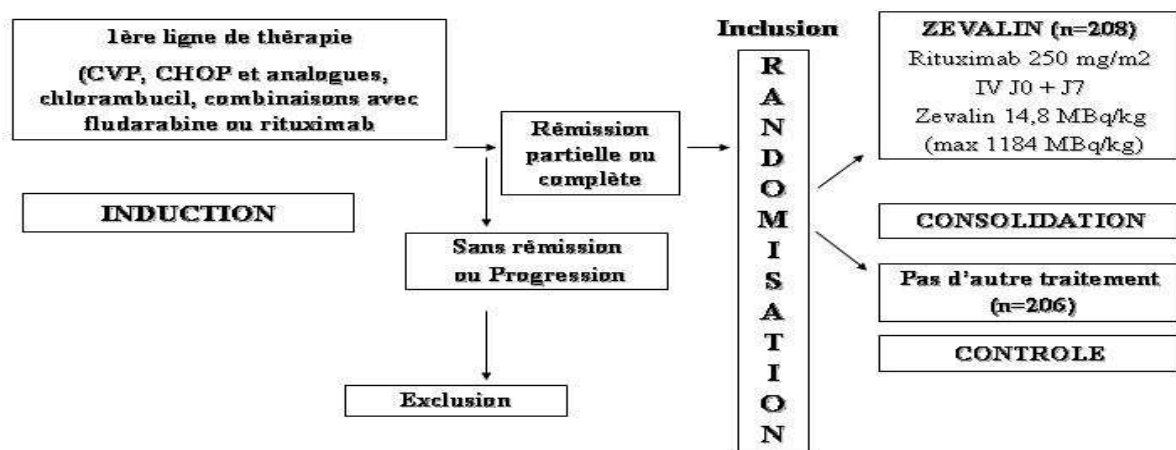 1ère ligne de thérapie
(CVP, CHOP et analogues,
chlorambucil, combinaisons avec
fludarabine ou rituximab
INDUCTION
Rémission
partielle ou
complète
Sans rémission
ou Progression
Exclusion
Inclusion
R
A
N
D
O
M
I
S
A
T
I
O
N
ZEVALIN (n=208)
Rituximab 250 mg/m2
IV J0 + J7
Zevalin 14,8 MBq/kg
(max 1184 MBq/kg)
CONSOLIDATION
Pas d'autre traitement
(n=206)
CONTROLE